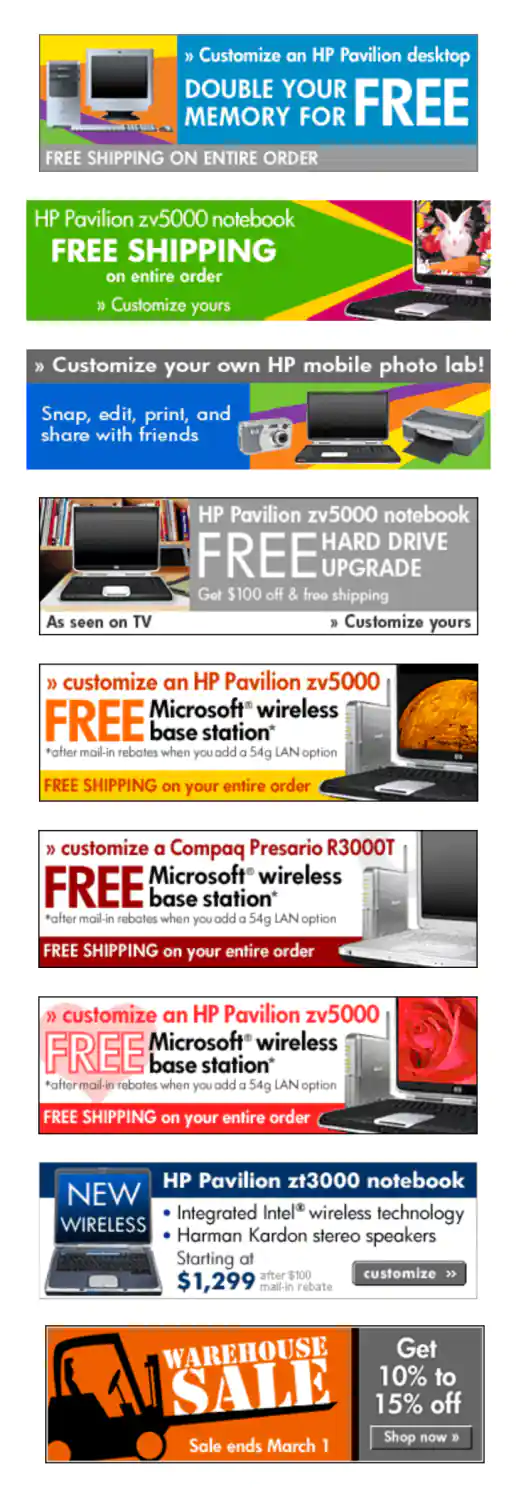 » Customize an HP Pavilion desktop
DOUBLE YOUR
MEMORY FOR FREE
FREE SHIPPING ON ENTIRE ORDER
HP Pavilion zv5000 notebook
FREE SHIPPING
on entire order
» Customize yours
» Customize your own HP mobile photo lab!
Snap, edit, print, and
share with friends
HP Pavilion zv5000 notebook
FREE HARD DRIVE
UPGRADE
Get $100 off & free shipping
As seen on TV
» Customize yours
» customize an HP Pavilion zv5000
FREE Microsoft® wireless
base station*
*after mail-in rebates when you add a 54g LAN option
FREE SHIPPING on your entire order
» customize a Compaq Presario R3000T
FREE Microsoft® wireless
base station*
*after mail-in rebates when you add a 54g LAN option
FREE SHIPPING on your entire order
» customize an HP Pavilion zv5000
FREE Microsoft® wireless
base station*
*after mail-in rebates when you add a 54g LAN option
FREE SHIPPING on your entire order
NEW
WIRELESS
HP Pavilion zt3000 notebook
• Integrated Intel® wireless technology
• Harman Kardon stereo speakers
Starting at
$1,299 after $100
mail-in rebate
customize »
WAREHOUSE
SALE
Sale ends March 1
Get
10% to
15% off
Shop now »